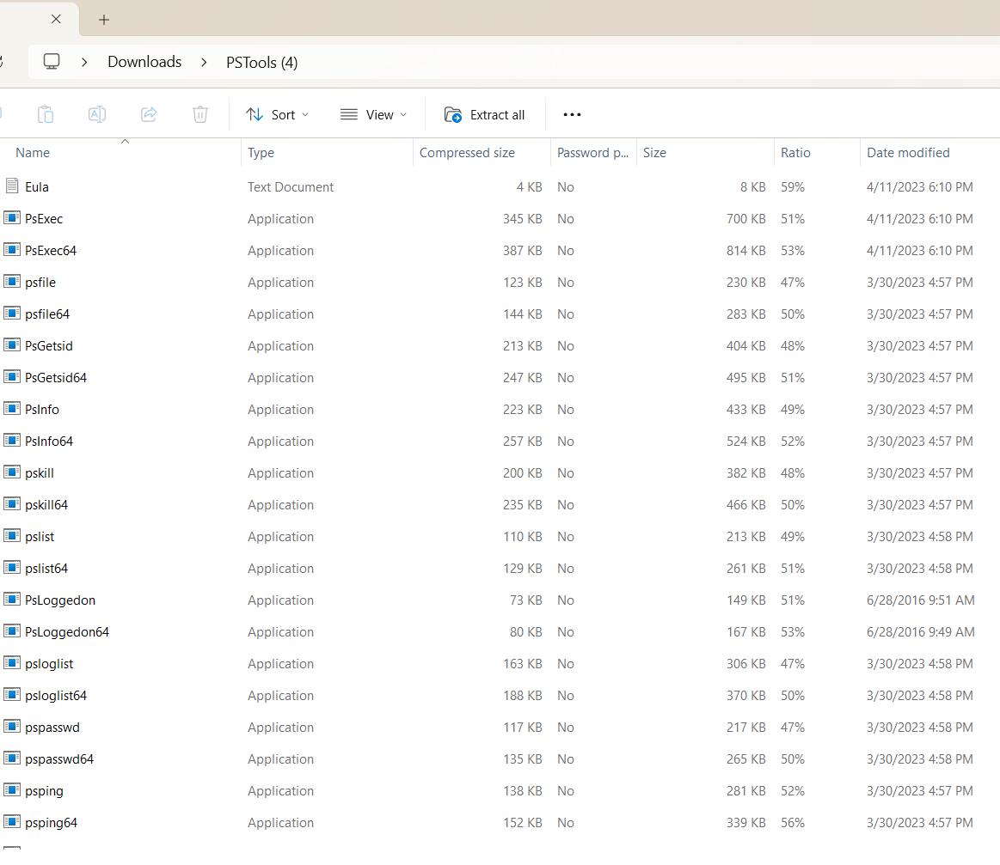 Downloads > PSTools (4)
Sort View Extract all
Name Type Compressed size Password p... Size Ratio Date modified
Eula Text Document 4 KB No 8 KB 59% 4/11/2023 6:10 PM
PsExec Application 345 KB No 700 KB 51% 4/11/2023 6:10 PM
PsExec64 Application 387 KB No 814 KB 53% 4/11/2023 6:10 PM
psfile Application 123 KB No 230 KB 47% 3/30/2023 4:57 PM
psfile64 Application 144 KB No 283 KB 50% 3/30/2023 4:57 PM
PsGetsid Application 213 KB No 404 KB 48% 3/30/2023 4:57 PM
PsGetsid64 Application 247 KB No 495 KB 51% 3/30/2023 4:57 PM
PsInfo Application 223 KB No 433 KB 49% 3/30/2023 4:57 PM
PsInfo64 Application 257 KB No 524 KB 52% 3/30/2023 4:57 PM
pskill Application 200 KB No 382 KB 48% 3/30/2023 4:57 PM
pskill64 Application 235 KB No 466 KB 50% 3/30/2023 4:57 PM
pslist Application 110 KB No 213 KB 49% 3/30/2023 4:58 PM
pslist64 Application 129 KB No 261 KB 51% 3/30/2023 4:58 PM
PsLoggedon Application 73 KB No 149 KB 51% 6/28/2016 9:51 AM
PsLoggedon64 Application 80 KB No 167 KB 53% 6/28/2016 9:49 AM
psloglist Application 163 KB No 306 KB 47% 3/30/2023 4:58 PM
psloglist64 Application 188 KB No 370 KB 50% 3/30/2023 4:58 PM
pspasswd Application 117 KB No 217 KB 47% 3/30/2023 4:58 PM
pspasswd64 Application 135 KB No 265 KB 50% 3/30/2023 4:58 PM
psping Application 138 KB No 281 KB 52% 3/30/2023 4:57 PM
psping64 Application 152 KB No 339 KB 56% 3/30/2023 4:57 PM